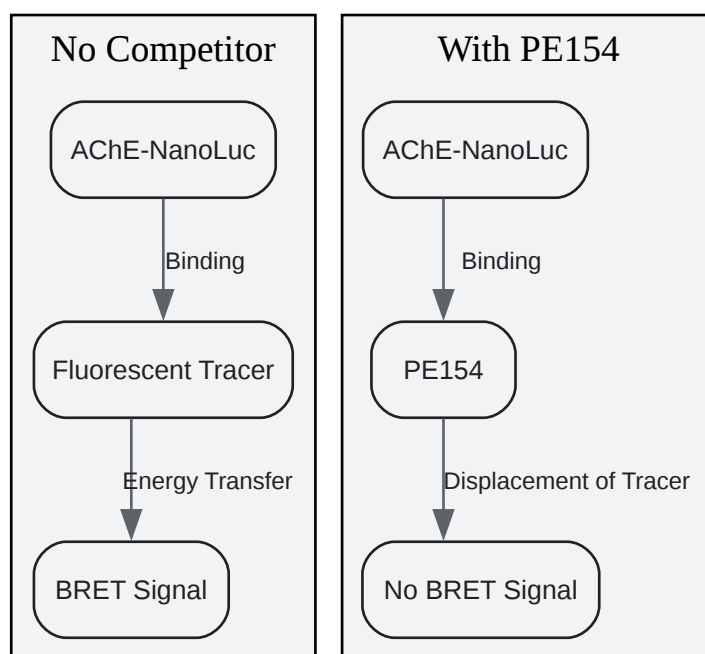 No Competitor
AChE-NanoLuc
Binding
Fluorescent Tracer
Energy Transfer
BRET Signal
With PE154
AChE-NanoLuc
Binding
PE154
Displacement of Tracer
No BRET Signal